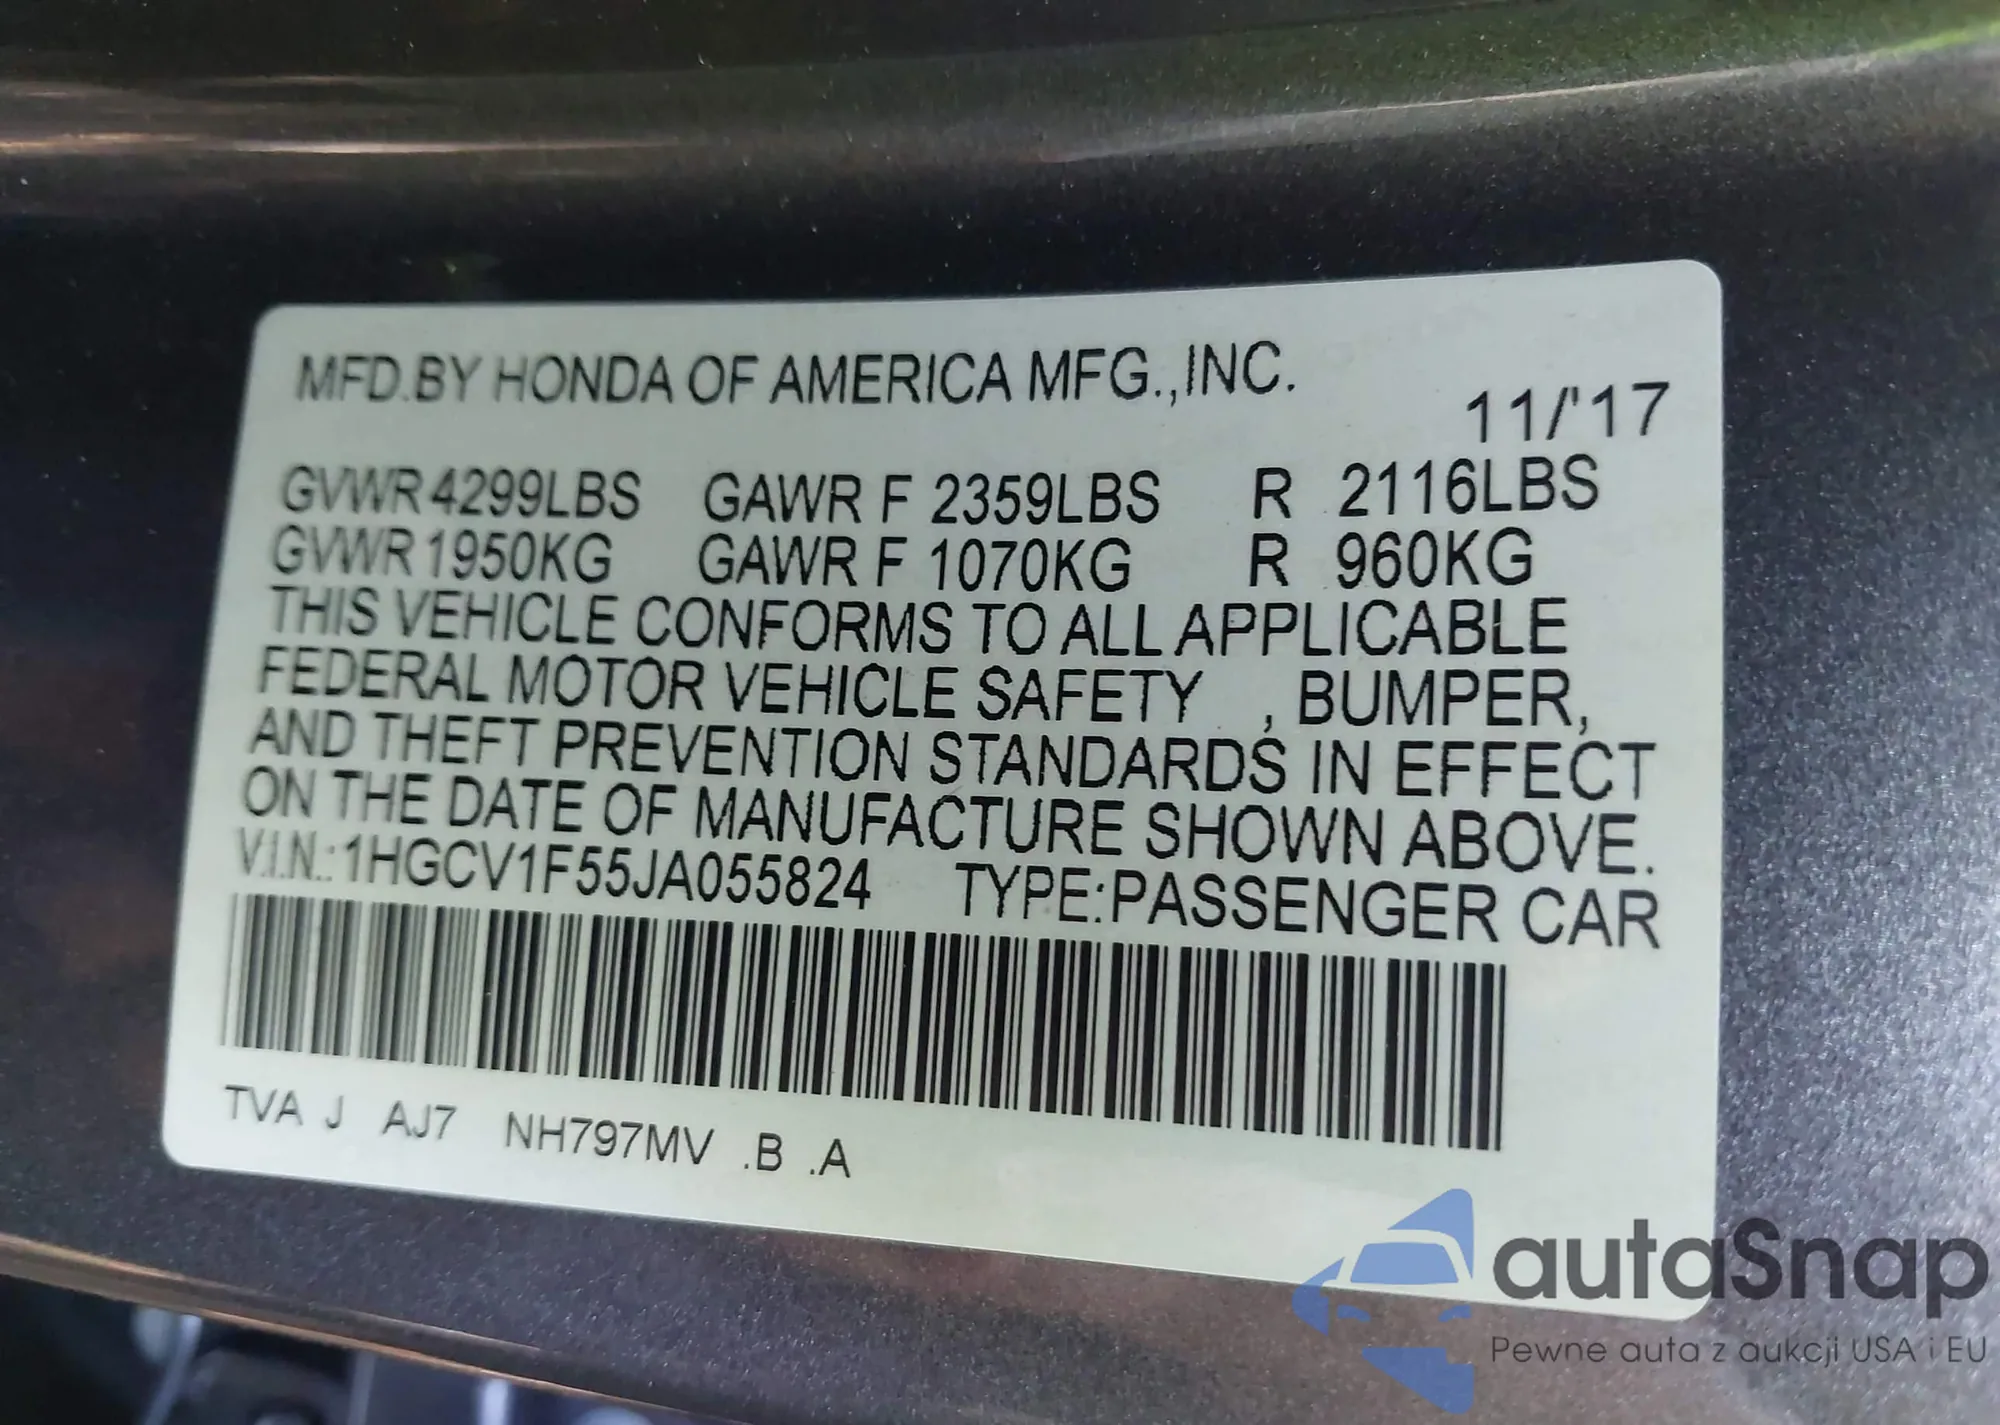 MFD.BY HONDA OF AMERICA MFG.,INC.
11/'17
GVWR 4299LBS GAWR F 2359LBS R 2116LBS
GVWR 1950KG GAWR F 1070KG R 960KG
THIS VEHICLE CONFORMS TO ALL APPLICABLE
FEDERAL MOTOR VEHICLE SAFETY , BUMPER,
AND THEFT PREVENTION STANDARDS IN EFFECT
ON THE DATE OF MANUFACTURE SHOWN ABOVE.
V.I.N.:1HGCV1F55JA055824 TYPE:PASSENGER CAR
TVA J AJ7 NH797MV .B .A
autaSnap
Pewne auta z aukcji USA i EU